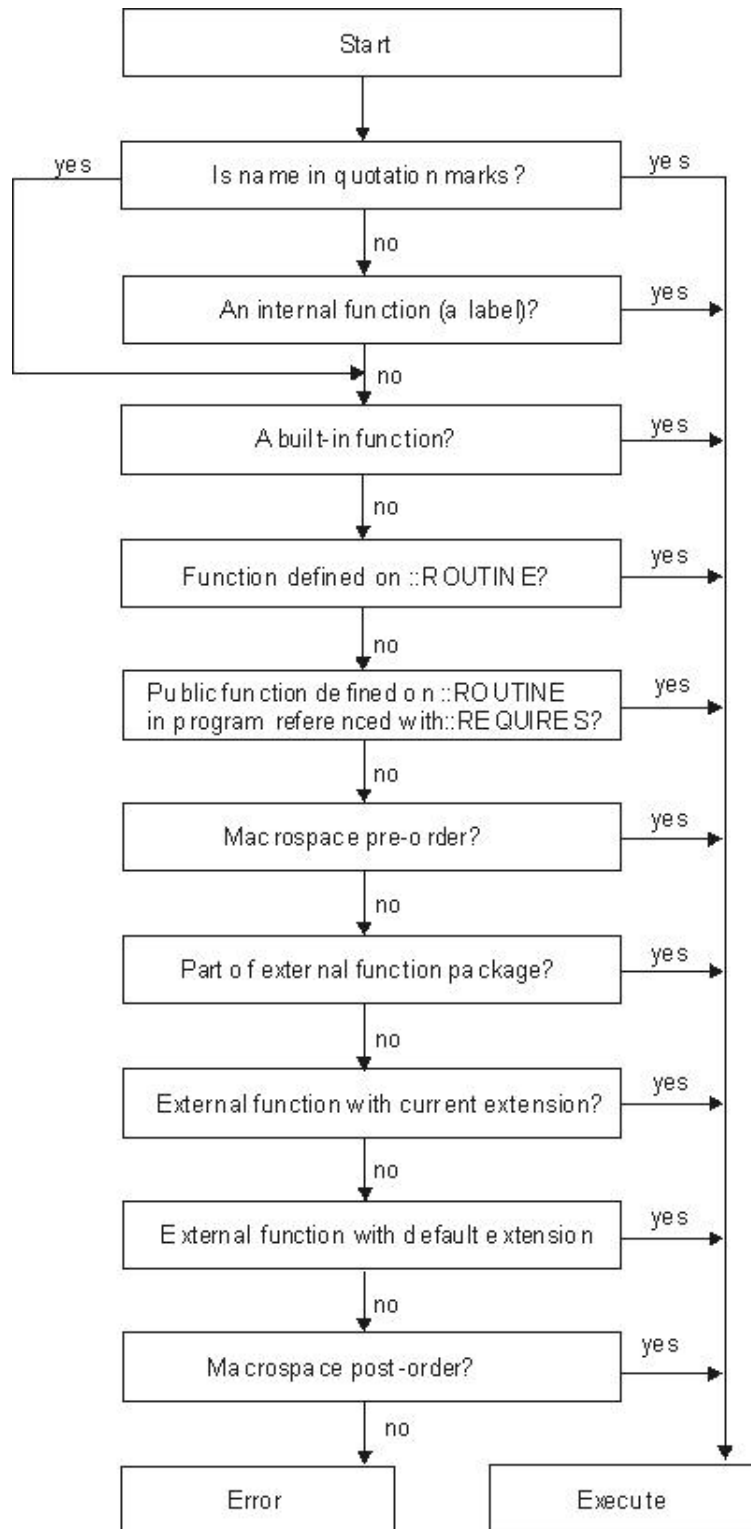 Start
yes
Is name in quotation marks?
yes
no
An internal function (a label)?
yes
no
A built-in function?
yes
no
Function defined on ::ROUTINE?
yes
no
Public function defined on ::ROUTINE
in program referenced with::REQUIRES?
yes
no
Macrospace pre-order?
yes
no
Part of external function package?
yes
no
External function with current extension?
yes
no
External function with default extension
yes
no
Macrospace post-order?
yes
no
Error
Execute